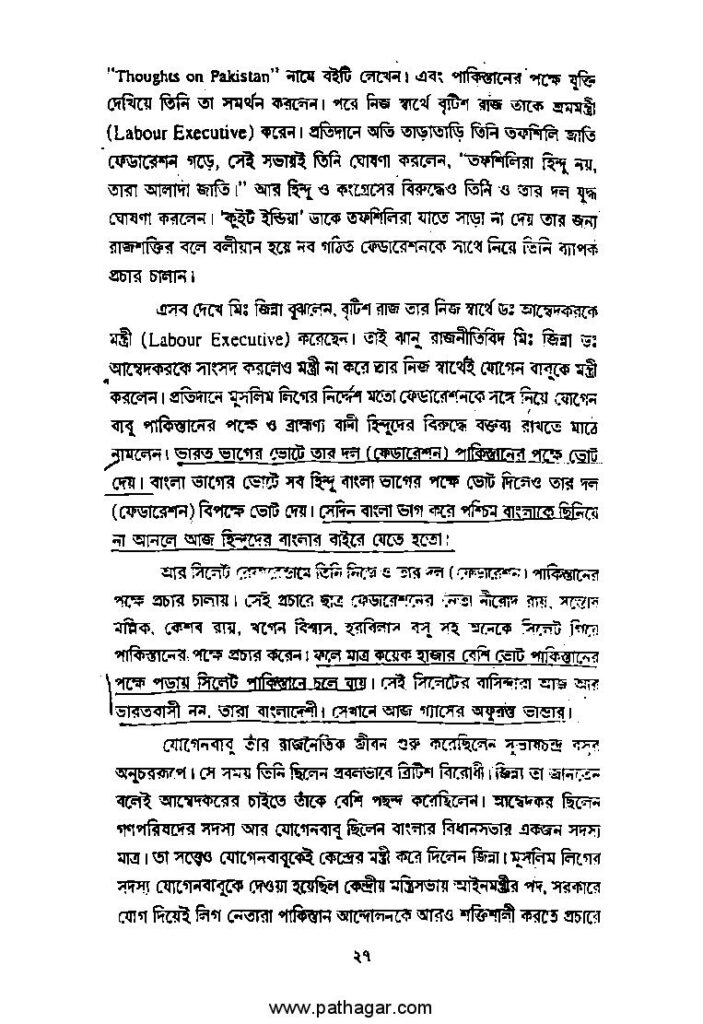 "Thoughts on Pakistan" নামে বইটি লেখেন। এবং পাকিস্তানের পক্ষে যুক্তি
দেখিয়ে তিনি তা সমর্থন করলেন। পরে নিজ স্বার্থে বৃটিশ রাজ তাকে শ্রমমন্ত্রী
(Labour Executive) করেন। প্রতিদানে অতি তাড়াতাড়ি তিনি তফশিলি জাতি
ফেডারেশন গড়ে, সেই সভায়ই তিনি ঘোষণা করলেন, "তফশিলিরা হিন্দু নয়,
তারা আলাদা জাতি।" আর হিন্দু ও কংগ্রেসের বিরুদ্ধেও তিনি ও তার দল যুদ্ধ
ঘোষণা করলেন। 'কুইট ইন্ডিয়া' ডাকে তফশিলিরা যাতে সাড়া না দেয় তার জন্য
রাজশক্তির বলে বলীয়ান হয়ে নব গঠিত ফেডারেশনকে সাথে নিয়ে তিনি ব্যাপক
প্রচার চালান।
এসব দেখে মিঃ জিন্না বুঝলেন, বৃটিশ রাজ তার নিজ স্বার্থে ডঃ আম্বেদকরকে
মন্ত্রী (Labour Executive) করেছেন। তাই ঝানু রাজনীতিবিদ মিঃ জিন্না ডঃ
আম্বেদকরকে সাংসদ করলেও মন্ত্রী না করে তার নিজ স্বার্থেই যোগেন বাবুকে মন্ত্রী
করলেন। প্রতিদানে মুসলিম লিগের নির্দেশ মতো ফেডারেশনকে সঙ্গে নিয়ে যোগেন
বাবু পাকিস্তানের পক্ষে ও ব্রাহ্মণ্য বাদী হিন্দুদের বিরুদ্ধে বক্তব্য রাখতে মাঠে
নামলেন। ভারত ভাগের ভোটে তার দল (ফেডারেশন) পাকিস্তানের পক্ষে ভোট
দেয়। বাংলা ভাগের ভোটে সব হিন্দু বাংলা ভাগের পক্ষে ভোট দিলেও তার দল
(ফেডারেশন) বিপক্ষে ভোট দেয়। সেদিন বাংলা ভাগ করে পশ্চিম বাংলাকে ছিনিয়ে
না আনলে আজ হিন্দুদের বাংলার বাইরে যেতে হতো!
আর সিলেট তিনি নিজে ও তার দল (ফেডারেশন) পাকিস্তানের
পক্ষে প্রচার চালায়। সেই প্রচারে ছাত্র ফেডারেশনের নেতা নীরোদ রায়, সন্তোষ
মল্লিক, কেশব রায়, খগেন বিশ্বাস, হরবিলাস বসু সহ অনেকে সিলেট গিয়ে
পাকিস্তানের পক্ষে প্রচার করেন। ফলে মাত্র কয়েক হাজার বেশি ভোট পাকিস্তানের
পক্ষে পড়ায় সিলেট পাকিস্তানে চলে যায়। সেই সিলেটের বাসিন্দারা আজ আর
ভারতবাসী নন, তারা বাংলাদেশী। সেখানে আজ গ্যাসের অফুরন্ত ভান্ডার।
যোগেনবাবু তাঁর রাজনৈতিক জীবন শুরু করেছিলেন সুভাষচন্দ্র বসুর
অনুচররূপে। সে সময় তিনি ছিলেন প্রবলভাবে ব্রিটিশ বিরোধী। জিন্না তা জানতেন
বলেই আম্বেদকরের চাইতে তাঁকে বেশি পছন্দ করেছিলেন। আম্বেদকর ছিলেন
গণপরিষদের সদস্য আর যোগেনবাবু ছিলেন বাংলার বিধানসভার একজন সদস্য
মাত্র। তা সত্ত্বেও যোগেনবাবুকেই কেন্দ্রের মন্ত্রী করে দিলেন জিন্না। মুসলিম লিগের
সদস্য যোগেনবাবুকে দেওয়া হয়েছিল কেন্দ্রীয় মন্ত্রিসভায় আইনমন্ত্রীর পদ, সরকারে
যোগ দিয়েই লিগ নেতারা পাকিস্তান আন্দোলনকে আরও শক্তিশালী করতে প্রচারে
২৭
www.pathagar.com